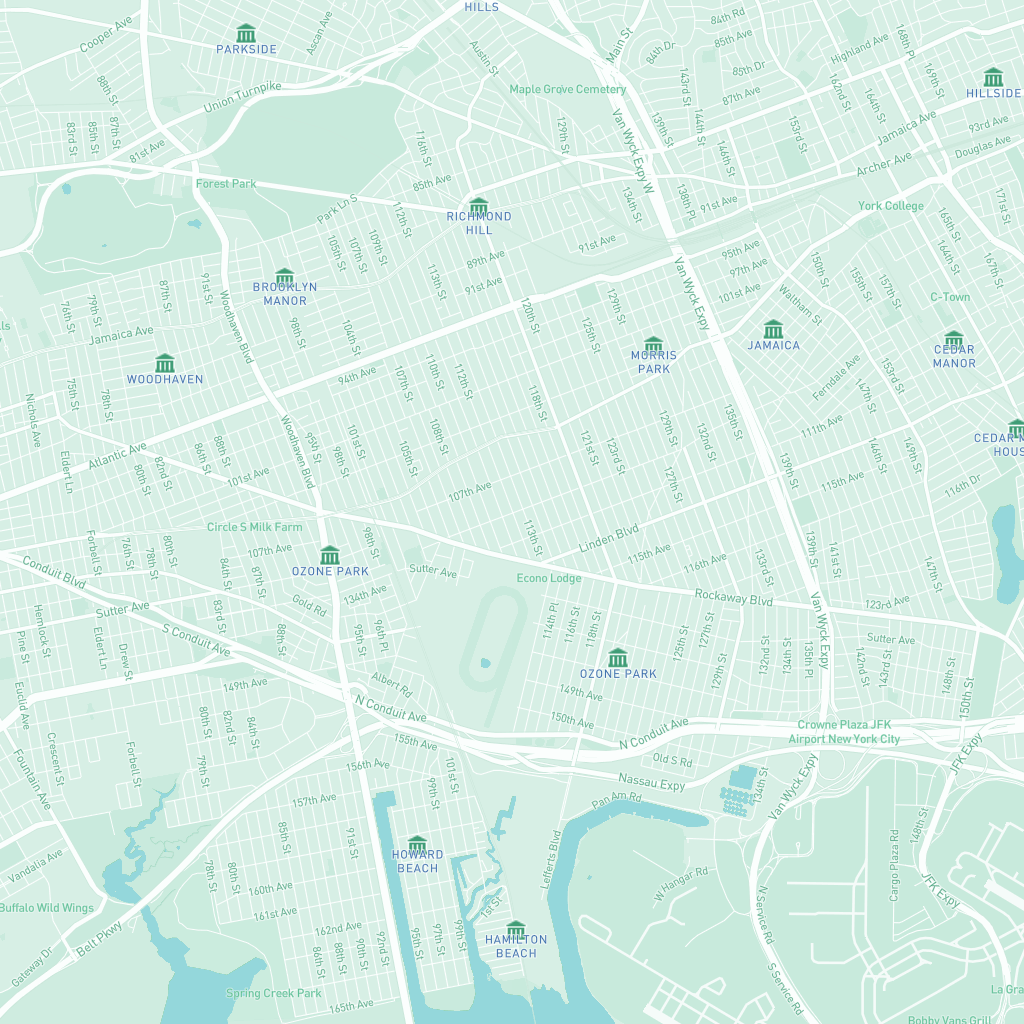 HILLS
84th Rd
Cooper Ave
PARKSIDE
Ascan Ave
Austin St
Main St
84th Dr
85th Ave
Highland Ave
168th Pl
HILLSIDE
Union Turnpike
88th St
Maple Grove Cemetery
143rd St
85th Dr
87th Ave
162nd St
164th St
169th St
Jamaica Ave
93rd Ave
83rd St
85th St
87th St
81st Ave
116th St
129th St
Van Wyck Expy W
139th St
144th St
146th St
153rd St
Archer Ave
Douglas Ave
Forest Park
85th Ave
Park Ln S
RICHMOND
HILL
134th St
138th Pl
91st Ave
York College
171st St
112th St
105th St
107th St
109th St
89th Ave
91st Ave
91st Ave
95th Ave
97th Ave
101st Ave
150th St
155th St
157th St
164th St
167th St
BROOKLYN
MANOR
91st St
87th St
76th St
79th St
Jamaica Ave
Woodhaven Blvd
98th St
104th St
113th St
120th St
125th St
129th St
Van Wyck Expy
Waltham St
C-Town
MORRIS
PARK
JAMAICA
CEDAR
MANOR
WOODHAVEN
75th St
78th St
94th Ave
107th St
110th St
112th St
118th St
Ferndale Ave
147th St
153rd St
Nichols Ave
Eldert Ln
Atlantic Ave
82nd St
80th St
86th St
88th St
101st Ave
Woodhaven Blvd
95th St
98th St
101st St
105th St
108th St
107th Ave
121st St
123rd St
129th St
127th St
132nd St
135th St
139th St
111th Ave
115th Ave
146th St
149th St
116th Dr
Circle S Milk Farm
107th Ave
98th St
OZONE PARK
Sutter Ave
134th Ave
Gold Rd
113th St
Linden Blvd
115th Ave
116th Ave
Econo Lodge
Rockaway Blvd
133rd St
139th St
141st St
147th St
123rd Ave
Conduit Blvd
Forbell St
76th St
78th St
80th St
84th St
87th St
83rd St
88th St
Sutter Ave
S Conduit Ave
Hemlock St
Pine St
Eldert Ln
Drew St
95th St
96th Pl
Albert Rd
N Conduit Ave
114th Pl
116th St
118th St
OZONE PARK
125th St
127th St
129th St
132nd St
134th St
135th Pl
Van Wyck Expy
Sutter Ave
142nd St
143rd St
148th St
150th St
149th Ave
149th Ave
150th Ave
N Conduit Ave
Crowne Plaza JFK
Airport New York City
Euclid Ave
80th St
82nd St
84th St
155th Ave
Old S Rd
Nassau Expy
JFK Expy
Crescent St
Forbell St
79th St
Fountain Ave
156th Ave
157th Ave
99th St
101st St
Pan Am Rd
134th St
Van Wyck Expy
148th St
Cargo Plaza Rd
HOWARD
BEACH
85th St
91st St
78th St
80th St
Vandalia Ave
Lefferts Blvd
W Hangar Rd
N Service Rd
JFK Expy
Buffalo Wild Wings
160th Ave
161st Ave
162nd Ave
1st St
HAMILTON
BEACH
Belt Pkwy
Gateway Dr
86th St
88th St
90th St
92nd St
95th St
97th St
99th St
S Service Rd
Spring Creek Park
165th Ave
Bobby Vans Grill